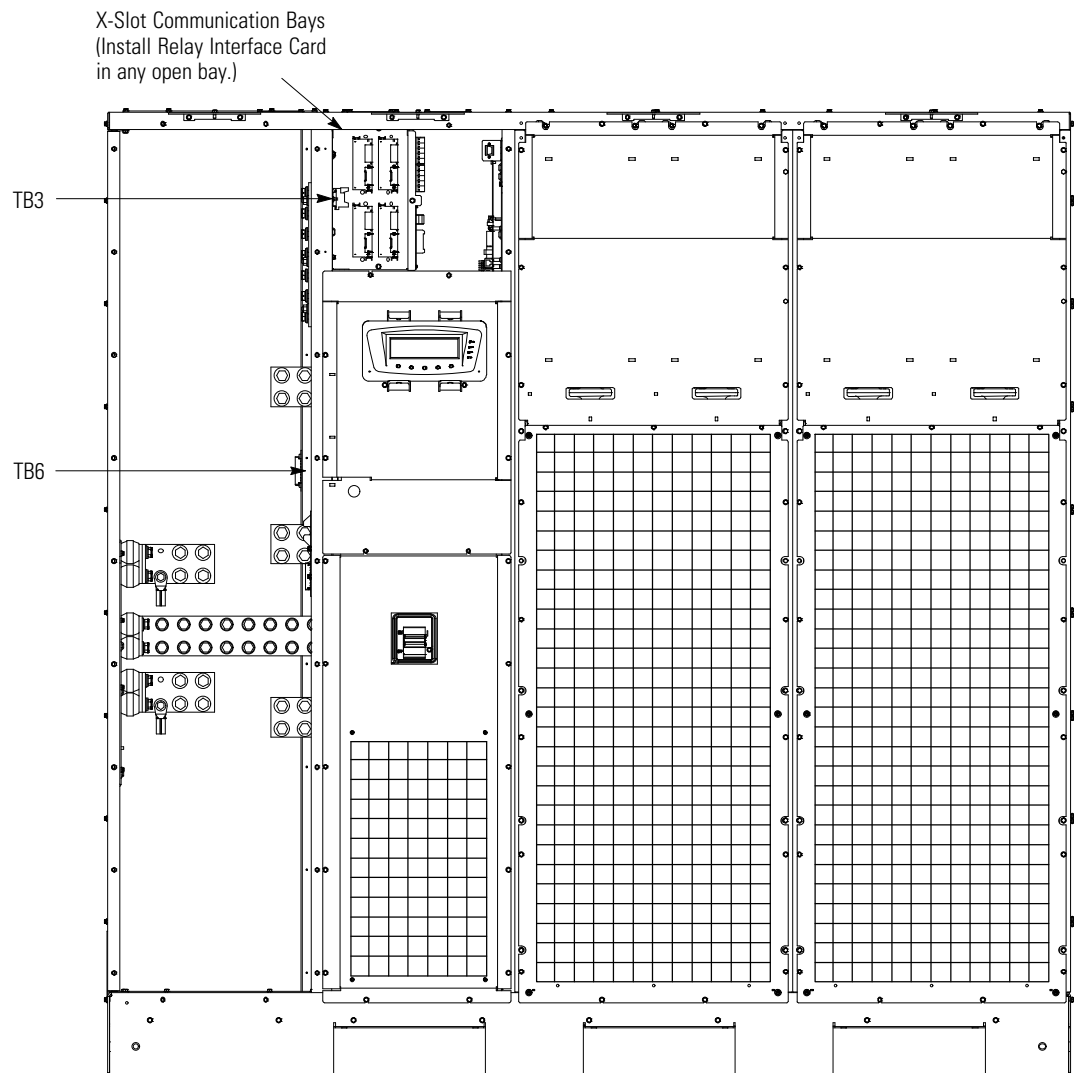 X-Slot Communication Bays
(Install Relay Interface Card
in any open bay.)
TB3
TB6